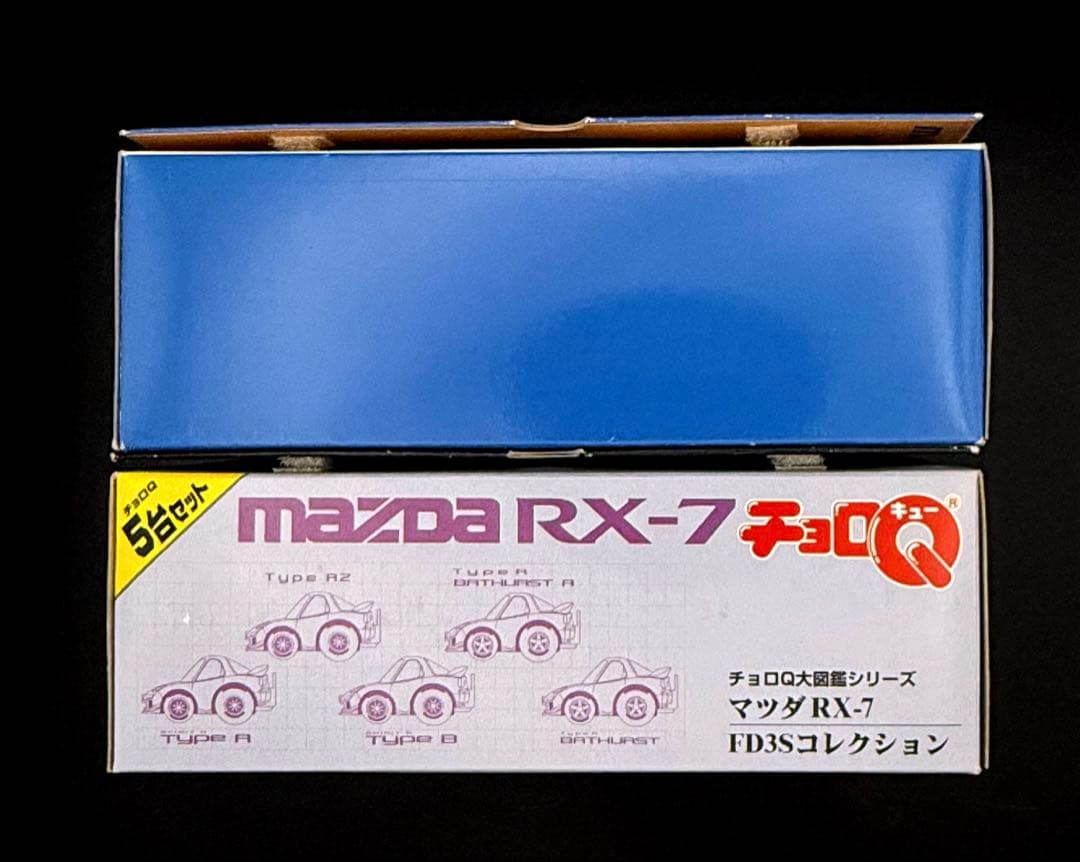 チョロQ
5台セット
mazda RX-7 チョロQ
キュー
®
Type RZ
Type R
BATHURST R
TYPE A
TYPE B
BATHURST
チョロQ大図鑑シリーズ
マツダ RX-7
FD3Sコレクション